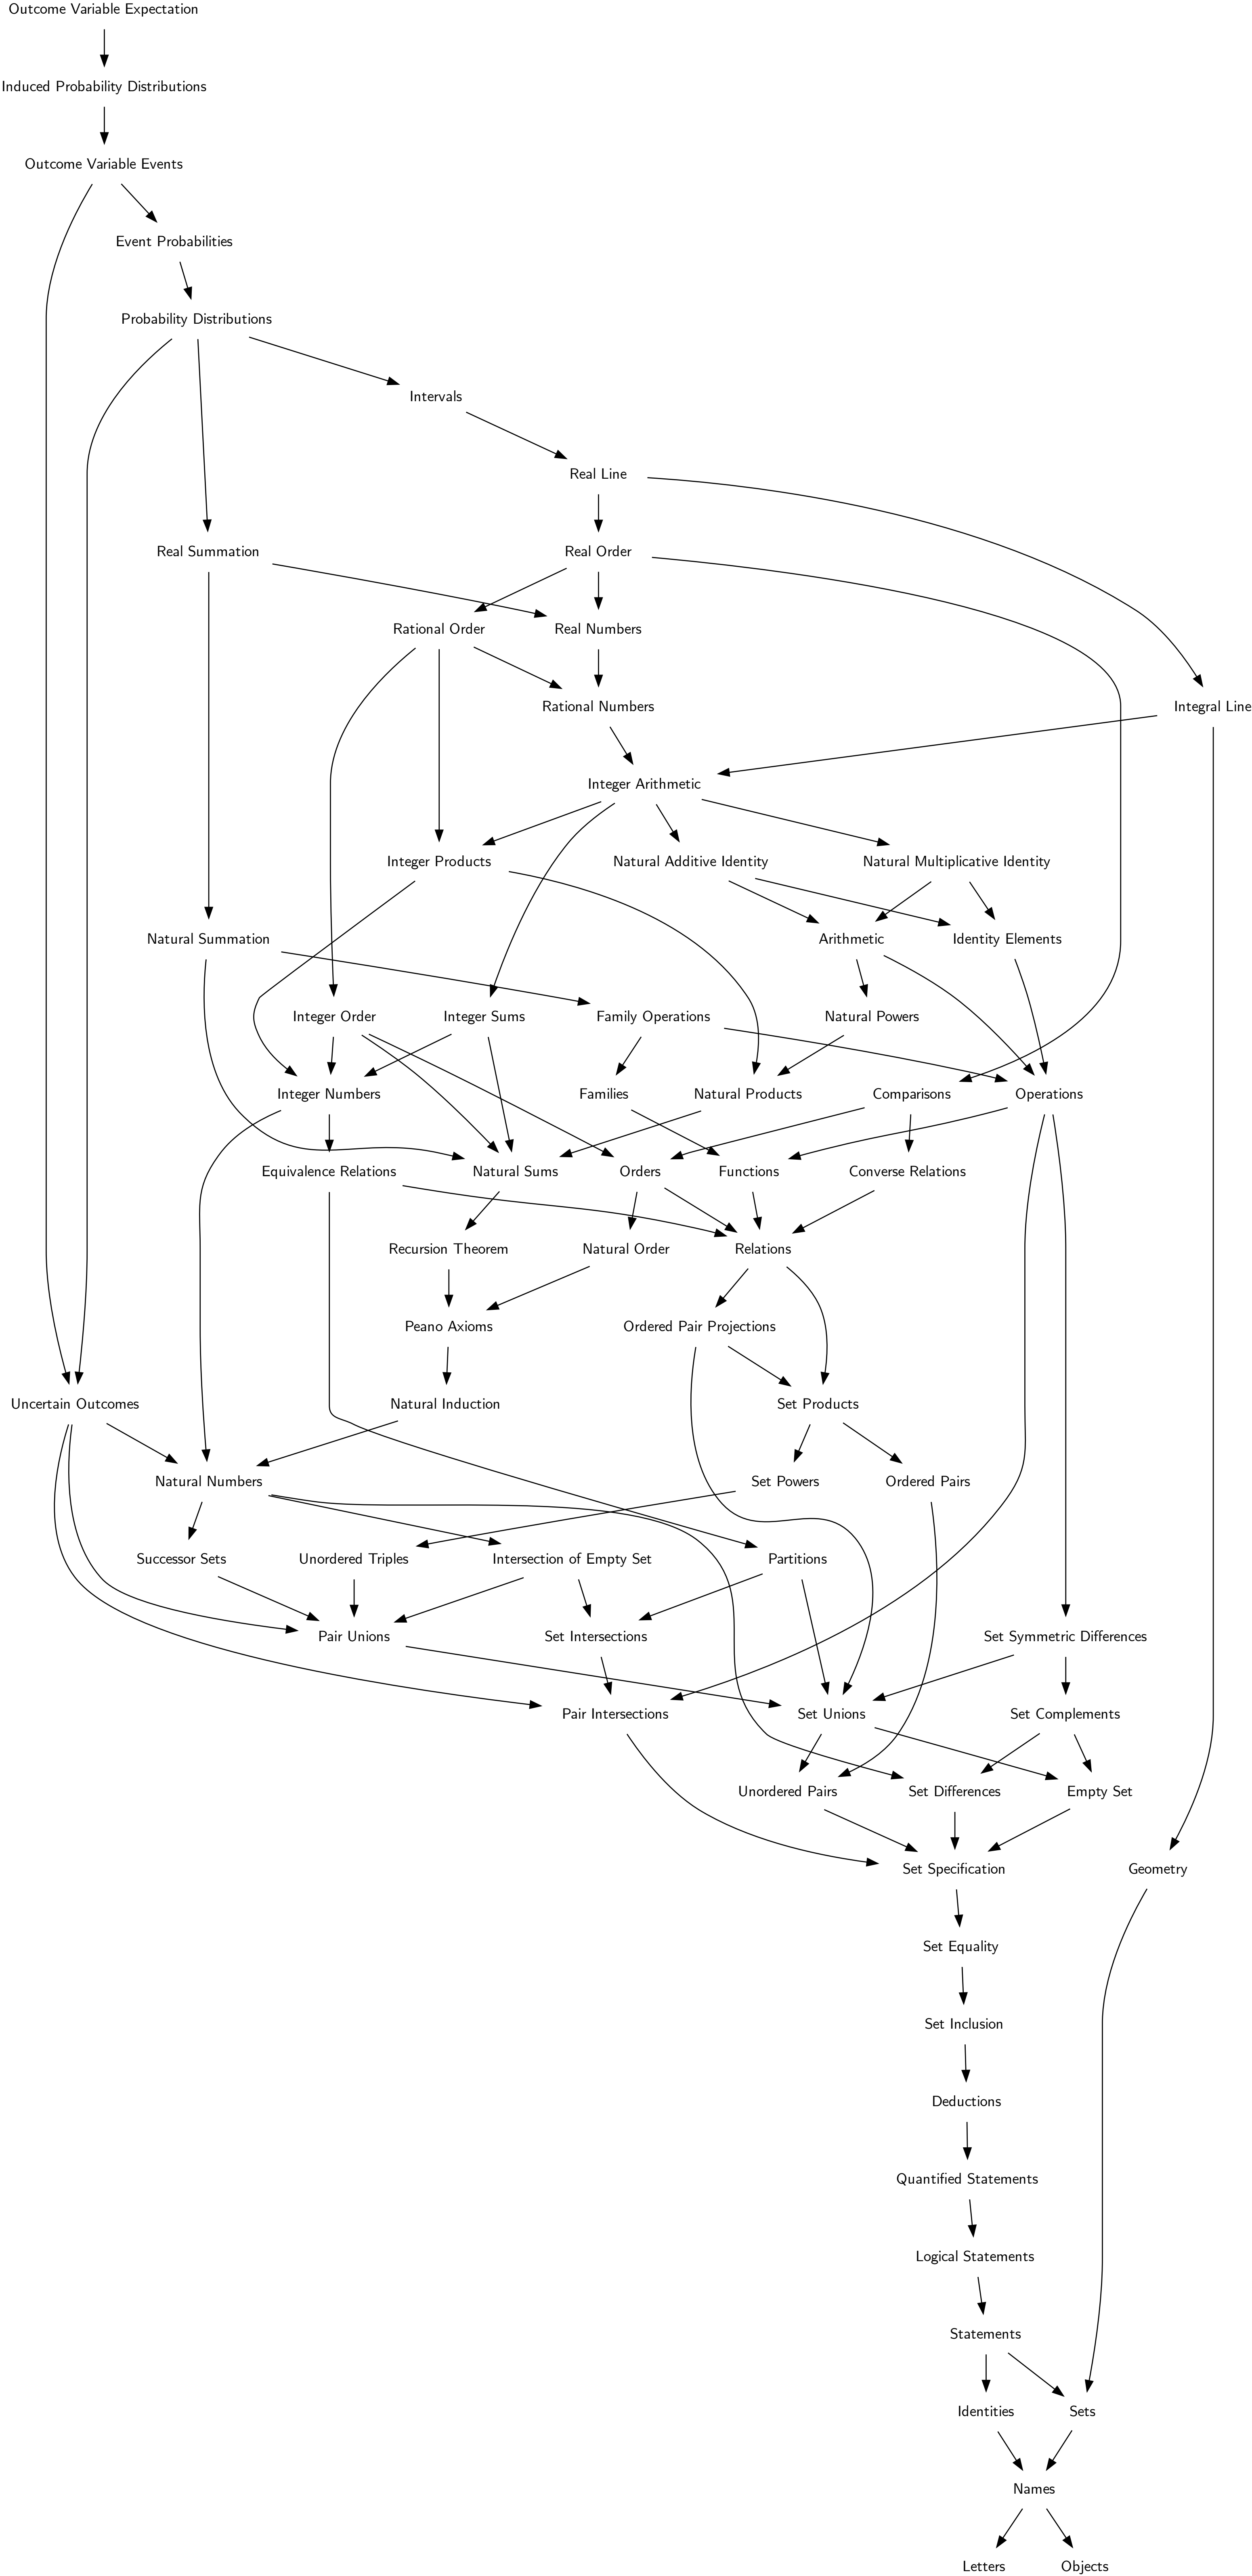 Outcome Variable Expectation
Induced Probability Distributions
Outcome Variable Events
Event Probabilities
Probability Distributions
Intervals
Real Line
Real Summation
Real Order
Rational Order
Real Numbers
Rational Numbers
Integral Line
Integer Arithmetic
Integer Products
Natural Additive Identity
Natural Multiplicative Identity
Natural Summation
Arithmetic
Identity Elements
Integer Order
Integer Sums
Family Operations
Natural Powers
Integer Numbers
Families
Natural Products
Comparisons
Operations
Equivalence Relations
Natural Sums
Orders
Functions
Converse Relations
Recursion Theorem
Natural Order
Relations
Peano Axioms
Ordered Pair Projections
Uncertain Outcomes
Natural Induction
Set Products
Natural Numbers
Set Powers
Ordered Pairs
Successor Sets
Unordered Triples
Intersection of Empty Set
Partitions
Pair Unions
Set Intersections
Set Symmetric Differences
Pair Intersections
Set Unions
Set Complements
Unordered Pairs
Set Differences
Empty Set
Set Specification
Geometry
Set Equality
Set Inclusion
Deductions
Quantified Statements
Logical Statements
Statements
Identities
Sets
Names
Letters
Objects